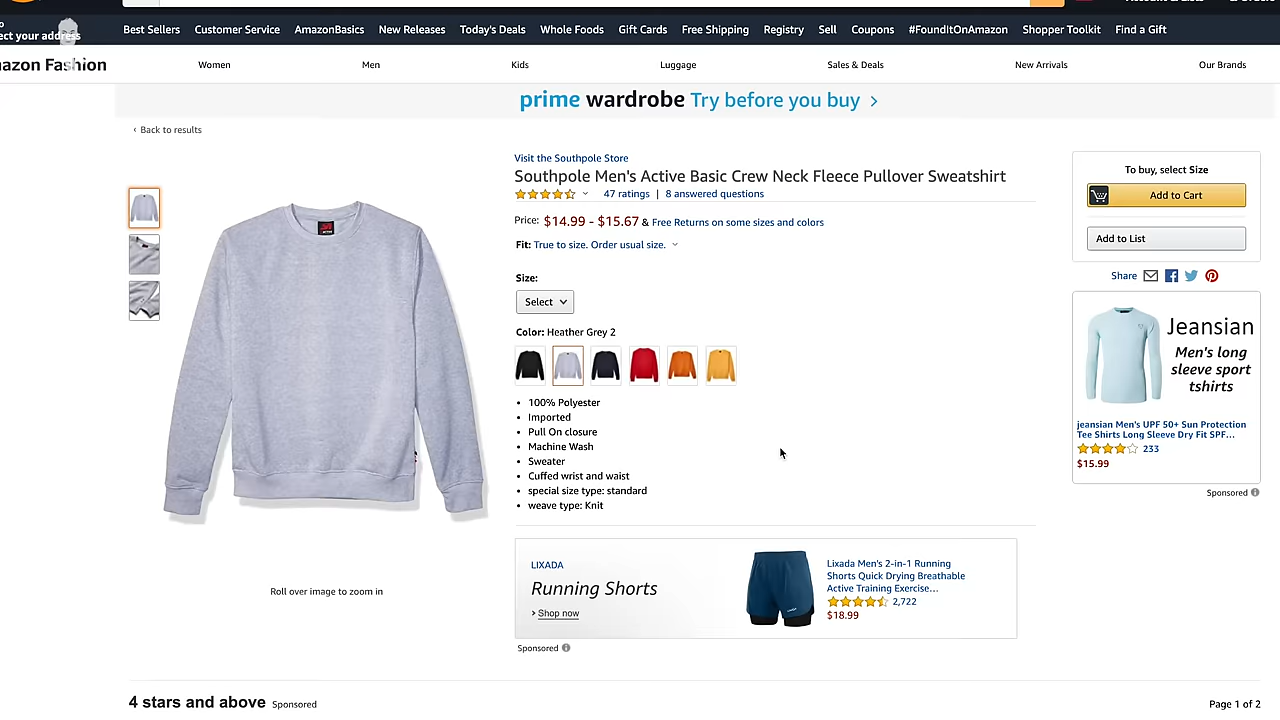 ect your address
Best Sellers Customer Service AmazonBasics New Releases Today's Deals Whole Foods Gift Cards Free Shipping Registry Sell Coupons #FoundItOnAmazon Shopper Toolkit Find a Gift
azon Fashion Women Men Kids Luggage Sales & Deals New Arrivals Our Brands
prime wardrobe Try before you buy >
‹ Back to results
Visit the Southpole Store
Southpole Men's Active Basic Crew Neck Fleece Pullover Sweatshirt
47 ratings | 8 answered questions
Price: $14.99 - $15.67 & Free Returns on some sizes and colors
Fit: True to size. Order usual size.
Size:
Select
Color: Heather Grey 2
• 100% Polyester
• Imported
• Pull On closure
• Machine Wash
• Sweater
• Cuffed wrist and waist
• special size type: standard
• weave type: Knit
Roll over image to zoom in
LIXADA
Running Shorts
› Shop now
Lixada Men's 2-in-1 Running
Shorts Quick Drying Breathable
Active Training Exercise...
2,722
$18.99
Sponsored
To buy, select Size
Add to Cart
Add to List
Share
Jeansian
Men's long
sleeve sport
tshirts
jeansian Men's UPF 50+ Sun Protection
Tee Shirts Long Sleeve Dry Fit SPF...
233
$15.99
Sponsored
4 stars and above Sponsored Page 1 of 2